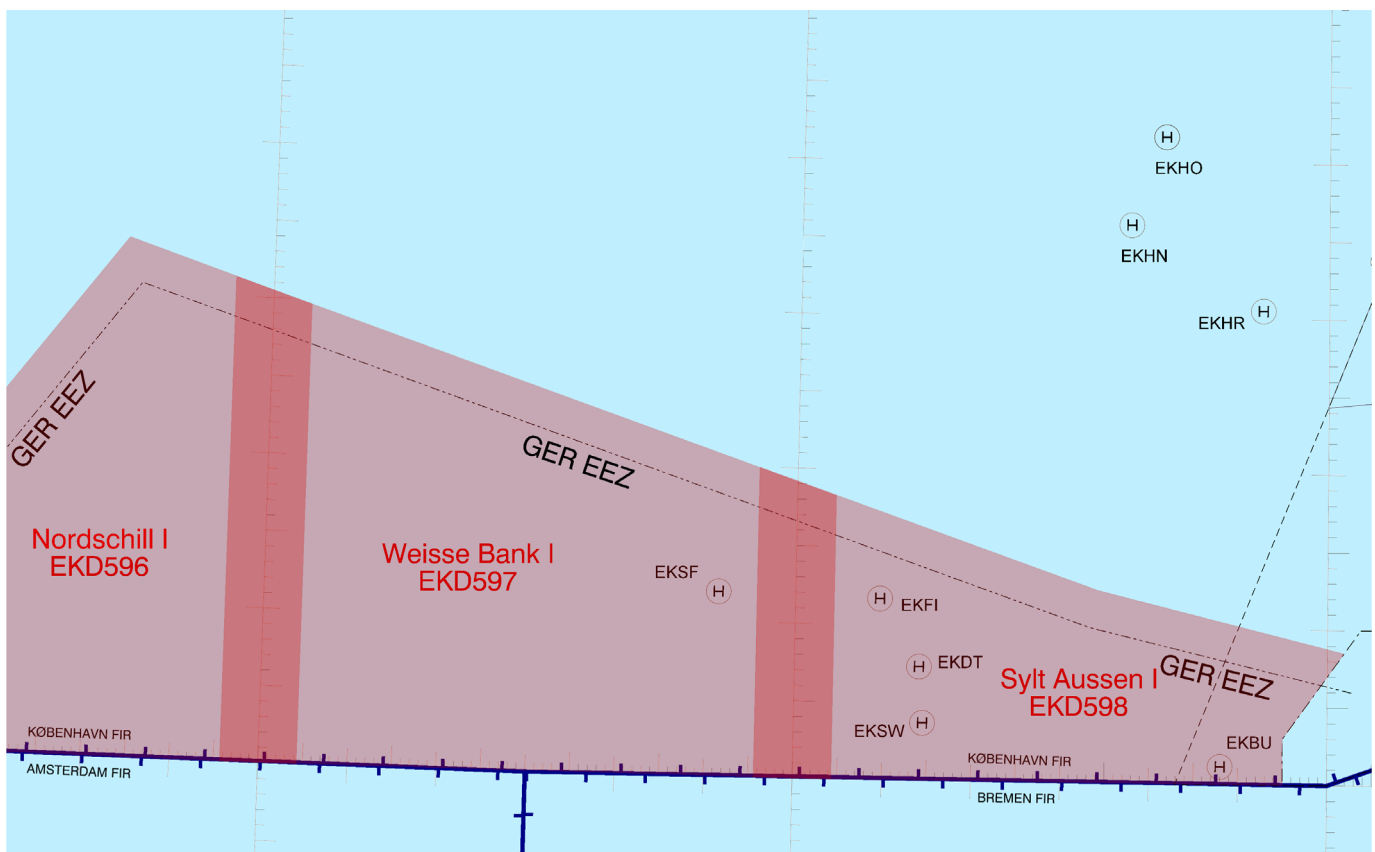 H
EKHO
H
EKHN
H
EKHR
GER EEZ
GER EEZ
Nordschill I
EKD596
Weisse Bank I
EKD597
EKSF
H
H
EKFI
H
EKDT
Sylt Aussen I
EKD598
GER EEZ
EKSW
H
KØBENHAVN FIR
AMSTERDAM FIR
KØBENHAVN FIR
BREMEN FIR
EKBU
H